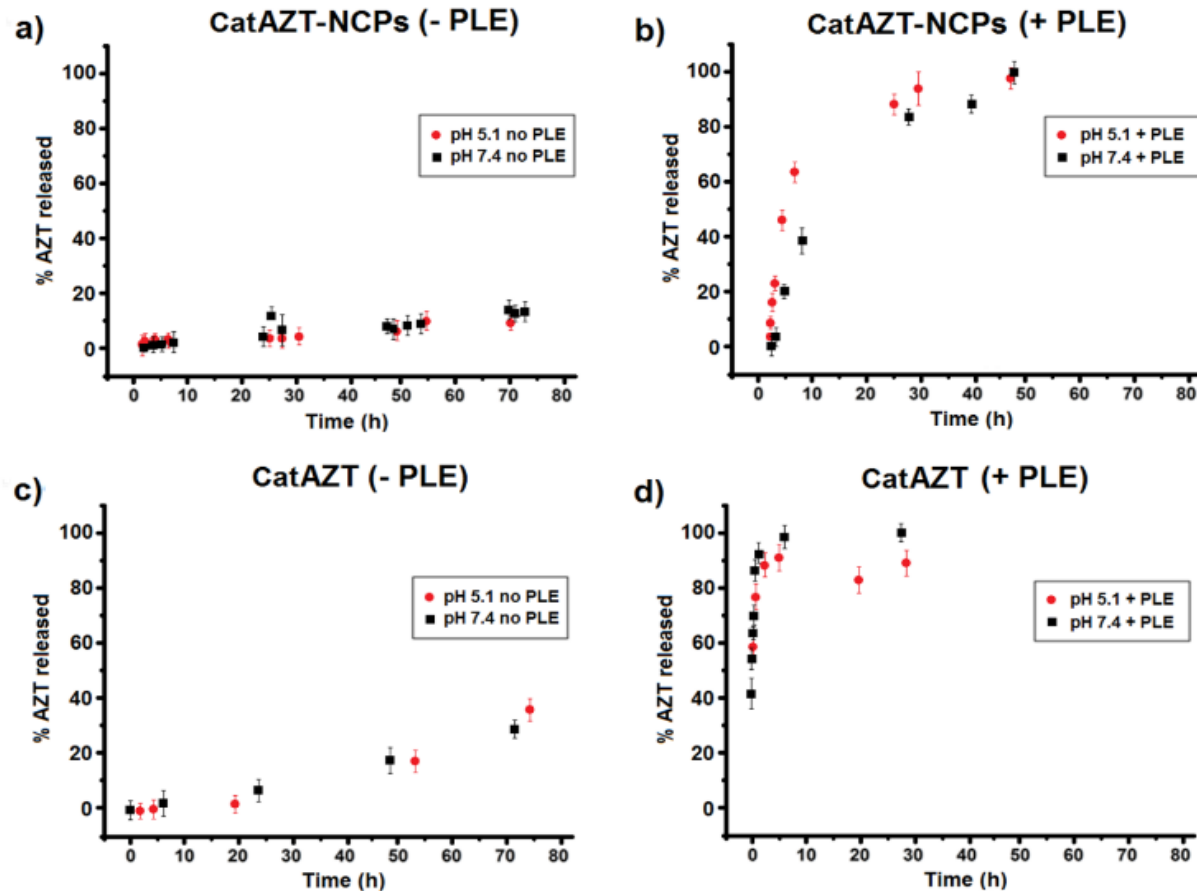 a)
CatAZT-NCPs (- PLE)
% AZT released
100
80
60
40
20
0
pH 5.1 no PLE
pH 7.4 no PLE
0 10 20 30 40 50 60 70 80
Time (h)
b)
CatAZT-NCPs (+ PLE)
% AZT released
100
80
60
40
20
0
pH 5.1 + PLE
pH 7.4 + PLE
0 10 20 30 40 50 60 70 80
Time (h)
c)
CatAZT (- PLE)
% AZT released
100
80
60
40
20
0
pH 5.1 no PLE
pH 7.4 no PLE
0 10 20 30 40 50 60 70 80
Time (h)
d)
CatAZT (+ PLE)
% AZT released
100
80
60
40
20
0
pH 5.1 + PLE
pH 7.4 + PLE
0 10 20 30 40 50 60 70 80
Time (h)